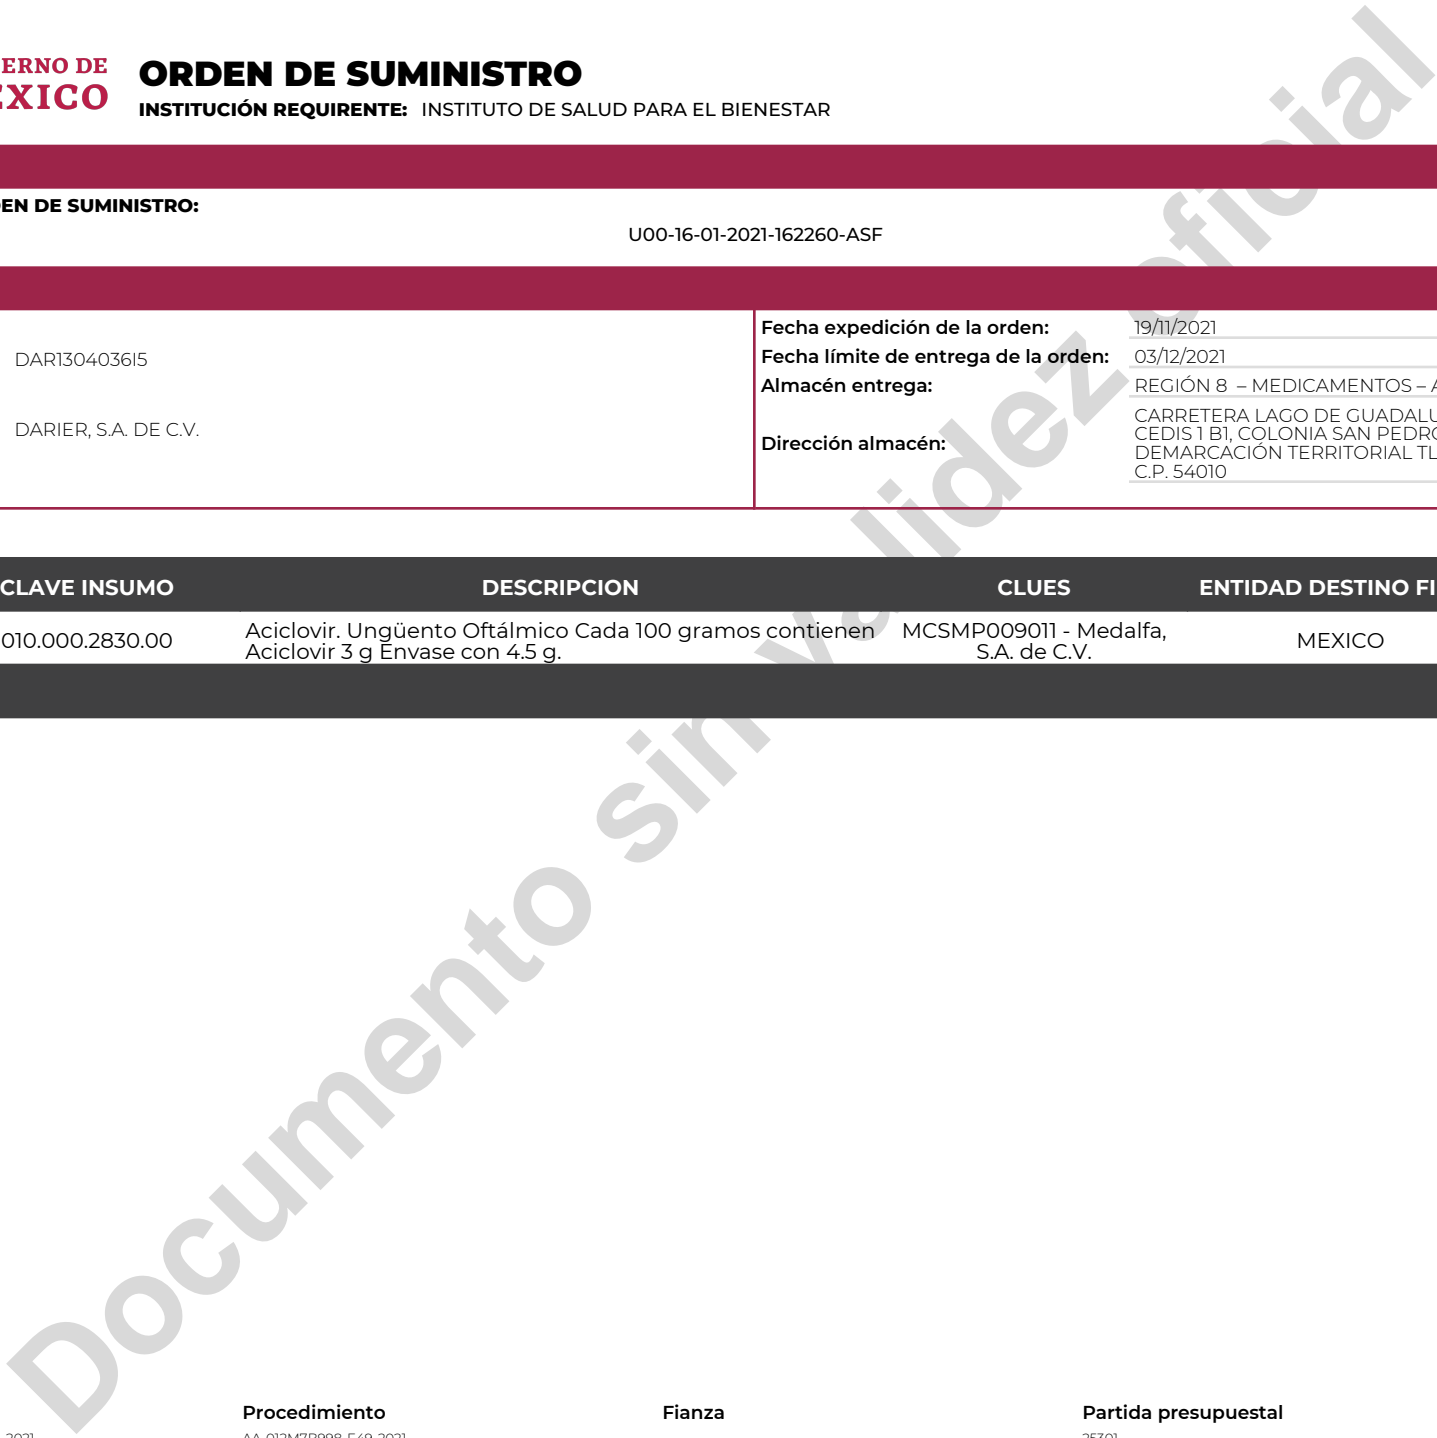 ERNO DE
EXICO
ORDEN DE SUMINISTRO
INSTITUCIÓN REQUIRENTE: INSTITUTO DE SALUD PARA EL BIENESTAR
EN DE SUMINISTRO:
U00-16-01-2021-162260-ASF
DAR1304036I5
DARIER, S.A. DE C.V.
Fecha expedición de la orden: 19/11/2021
Fecha límite de entrega de la orden: 03/12/2021
Almacén entrega: REGIÓN 8 – MEDICAMENTOS – A
Dirección almacén:
CARRETERA LAGO DE GUADALU
CEDIS 1 B1, COLONIA SAN PEDRO
DEMARCACIÓN TERRITORIAL TL
C.P. 54010
CLAVE INSUMO DESCRIPCION CLUES ENTIDAD DESTINO FI
010.000.2830.00
Aciclovir. Ungüento Oftálmico Cada 100 gramos contienen
Aciclovir 3 g Envase con 4.5 g.
MCSMP009011 - Medalfa,
S.A. de C.V.
MEXICO
Documento sin validez oficial
Procedimiento Fianza Partida presupuestal